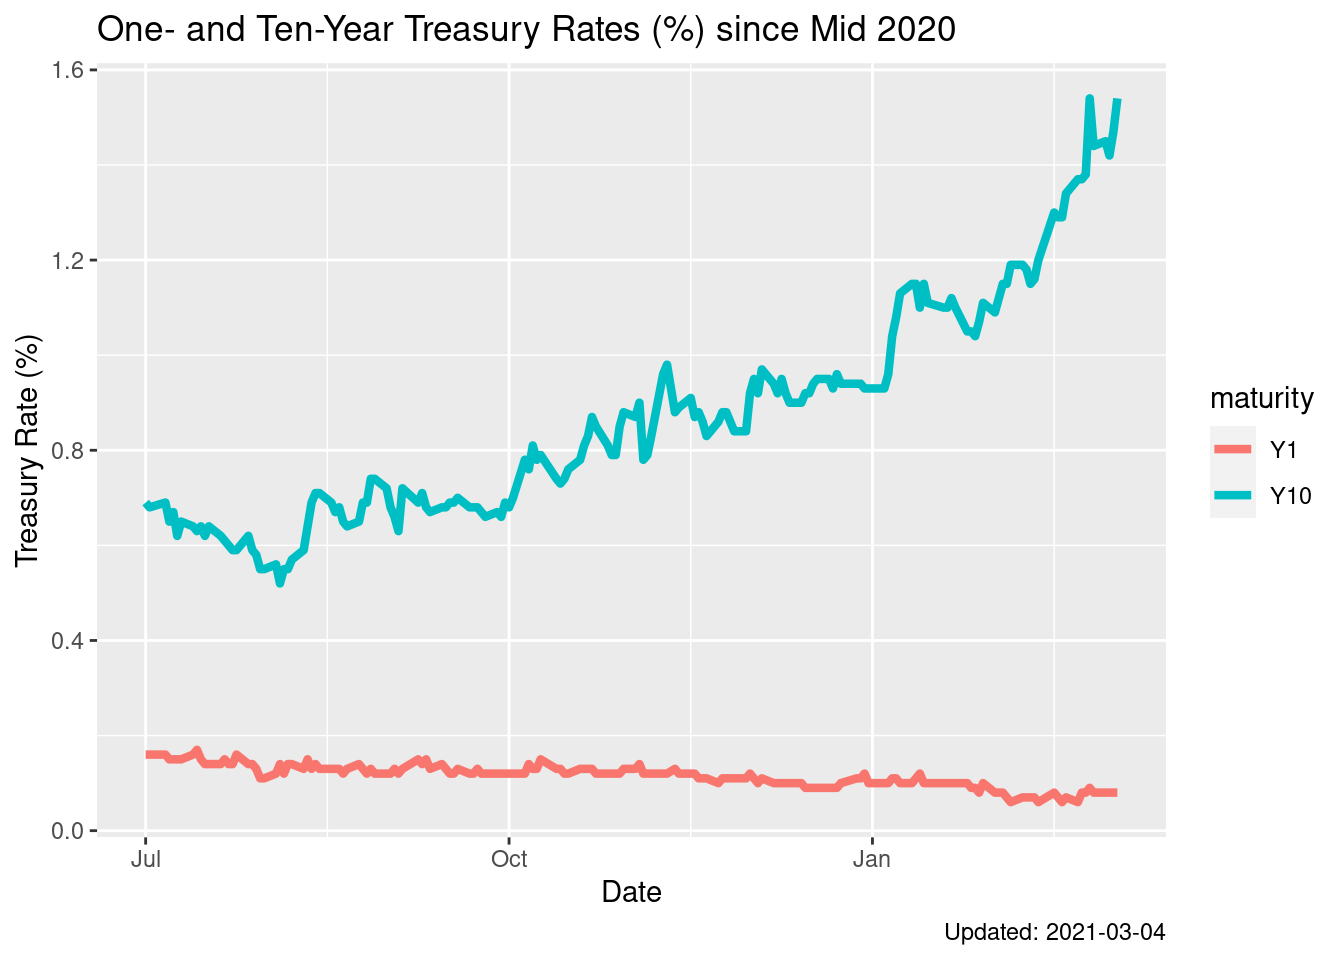 One- and Ten-Year Treasury Rates (%) since Mid 2020
1.6
1.2
0.8
0.4
0.0
Treasury Rate (%)
Jul
Oct
Jan
Date
maturity
Y1
Y10
Updated: 2021-03-04